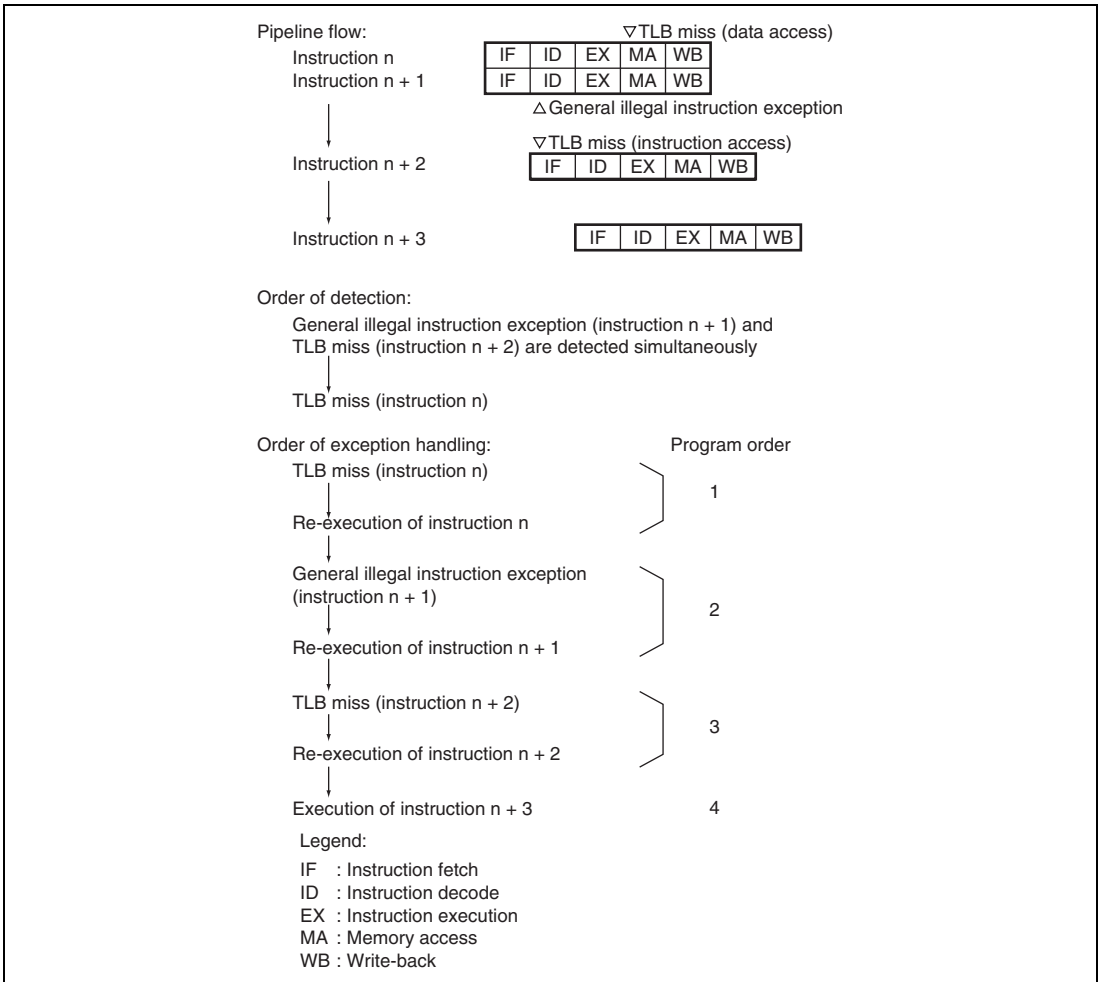 Pipeline flow:
▽TLB miss (data access)
Instruction n IF ID EX MA WB
Instruction n + 1 IF ID EX MA WB
△General illegal instruction exception
▽TLB miss (instruction access)
Instruction n + 2 IF ID EX MA WB
Instruction n + 3 IF ID EX MA WB
Order of detection:
General illegal instruction exception (instruction n + 1) and
TLB miss (instruction n + 2) are detected simultaneously
TLB miss (instruction n)
Order of exception handling: Program order
TLB miss (instruction n)
1
Re-execution of instruction n
General illegal instruction exception
(instruction n + 1)
2
Re-execution of instruction n + 1
TLB miss (instruction n + 2)
3
Re-execution of instruction n + 2
Execution of instruction n + 3 4
Legend:
IF : Instruction fetch
ID : Instruction decode
EX : Instruction execution
MA : Memory access
WB : Write-back